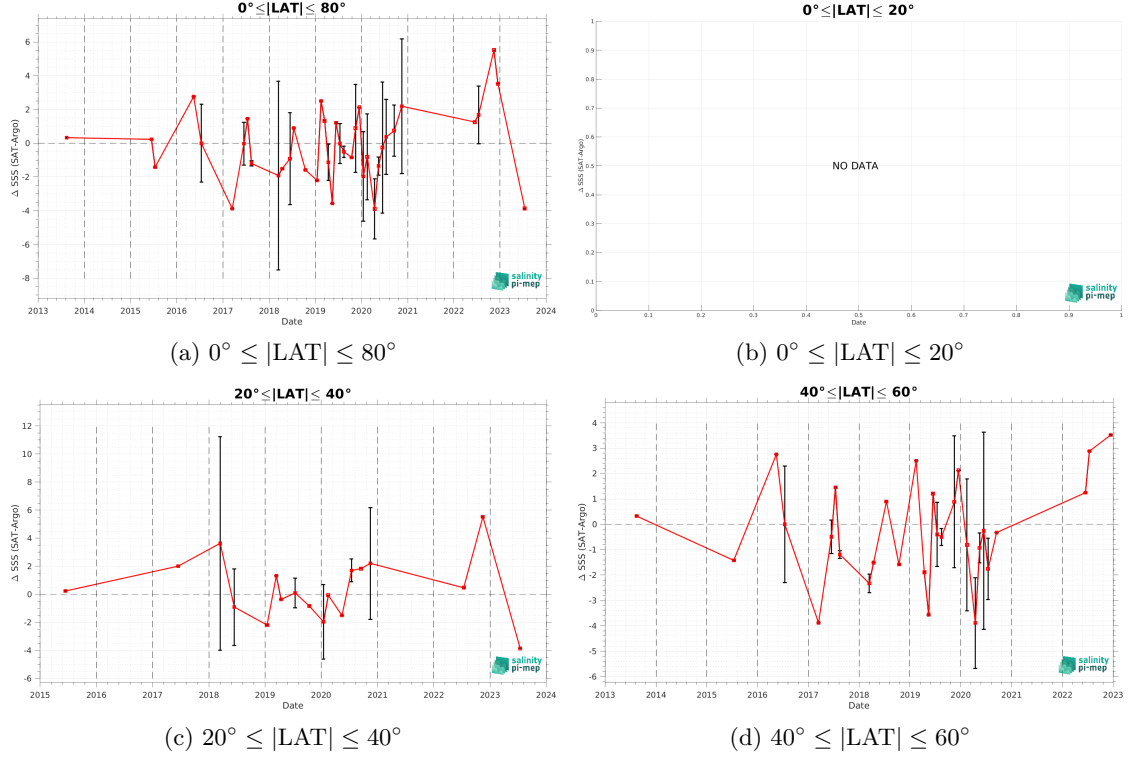 0°≤|LAT|≤ 80°
Δ SSS (SAT-Argo)
6
4
2
0
-2
-4
-6
-8
salinity
pi-mep
2013 2014 2015 2016 2017 2018 2019 2020 2021 2022 2023 2024
Date
(a) 0° ≤ |LAT| ≤ 80°
0°≤|LAT|≤ 20°
Δ SSS (SAT-Argo)
1
0.9
0.8
0.7
0.6
0.5
0.4
0.3
0.2
0.1
0
NO DATA
salinity
pi-mep
0 0.1 0.2 0.3 0.4 0.5 0.6 0.7 0.8 0.9 1
Date
(b) 0° ≤ |LAT| ≤ 20°
20°≤|LAT|≤ 40°
Δ SSS (SAT-Argo)
12
10
8
6
4
2
0
-2
-4
-6
salinity
pi-mep
2015 2016 2017 2018 2019 2020 2021 2022 2023 2024
Date
(c) 20° ≤ |LAT| ≤ 40°
40°≤|LAT|≤ 60°
Δ SSS (SAT-Argo)
4
3
2
1
0
-1
-2
-3
-4
-5
-6
salinity
pi-mep
2013 2014 2015 2016 2017 2018 2019 2020 2021 2022 2023
Date
(d) 40° ≤ |LAT| ≤ 60°